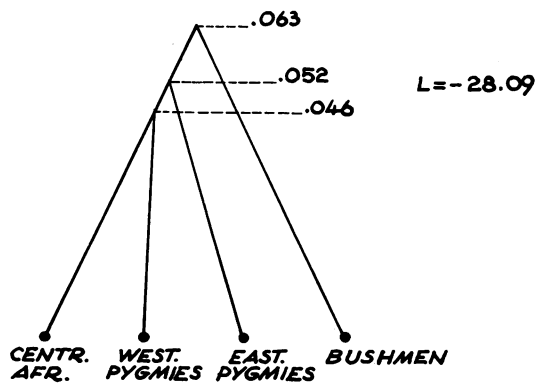 .063
.052
L=-28.09
.046
CENTR.
AFR.
WEST.
PYGMIES
EAST.
PYGMIES
BUSHMEN